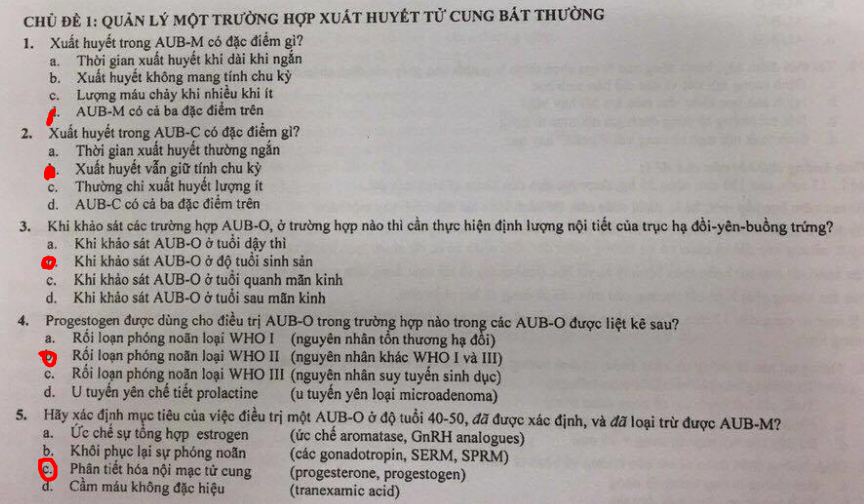 CHỦ ĐỀ 1: QUẢN LÝ MỘT TRƯỜNG HỢP XUẤT HUYẾT TỬ CUNG BẤT THƯỜNG
1. Xuất huyết trong AUB-M có đặc điểm gì?
a. Thời gian xuất huyết khi dài khi ngắn
b. Xuất huyết không mang tính chu kỳ
c. Lượng máu chảy khi nhiều khi ít
d. AUB-M có cả ba đặc điểm trên
2. Xuất huyết trong AUB-C có đặc điểm gì?
a. Thời gian xuất huyết thường ngắn
b. Xuất huyết vẫn giữ tính chu kỳ
c. Thường chỉ xuất huyết lượng ít
d. AUB-C có cả ba đặc điểm trên
3. Khi khảo sát các trường hợp AUB-O, ở trường hợp nào thì cần thực hiện định lượng nội tiết của trục hạ đồi-yên-buồng trứng?
a. Khi khảo sát AUB-O ở tuổi dậy thì
b. Khi khảo sát AUB-O ở độ tuổi sinh sản
c. Khi khảo sát AUB-O ở tuổi quanh mãn kinh
d. Khi khảo sát AUB-O ở tuổi sau mãn kinh
4. Progestogen được dùng cho điều trị AUB-O trong trường hợp nào trong các AUB-O được liệt kê sau?
a. Rối loạn phóng noãn loại WHO I (nguyên nhân tổn thương hạ đồi)
b. Rối loạn phóng noãn loại WHO II (nguyên nhân khác WHO I và III)
c. Rối loạn phóng noãn loại WHO III (nguyên nhân suy tuyến sinh dục)
d. U tuyến yên chế tiết prolactine (u tuyến yên loại microadenoma)
5. Hãy xác định mục tiêu của việc điều trị một AUB-O ở độ tuổi 40-50, đã được xác định, và đã loại trừ được AUB-M?
a. Ức chế sự tổng hợp estrogen (ức chế aromatase, GnRH analogues)
b. Khôi phục lại sự phóng noãn (các gonadotropin, SERM, SPRM)
c. Phân tiết hóa nội mạc tử cung (progesterone, progestogen)
d. Cầm máu không đặc hiệu (tranexamic acid)